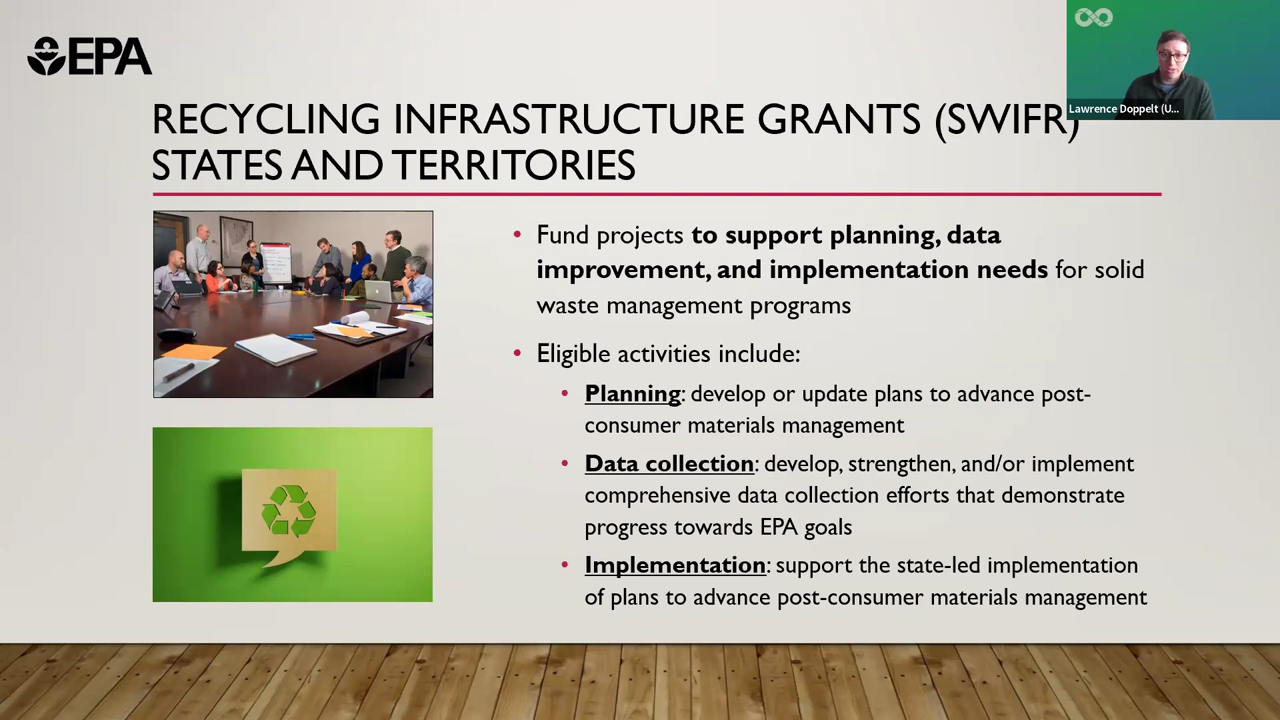 EPA
Lawrence Doppelt (U...
RECYCLING INFRASTRUCTURE GRANTS (SWIFR)
STATES AND TERRITORIES
• Fund projects to support planning, data
improvement, and implementation needs for solid
waste management programs
• Eligible activities include:
• Planning: develop or update plans to advance post-
consumer materials management
• Data collection: develop, strengthen, and/or implement
comprehensive data collection efforts that demonstrate
progress towards EPA goals
• Implementation: support the state-led implementation
of plans to advance post-consumer materials management